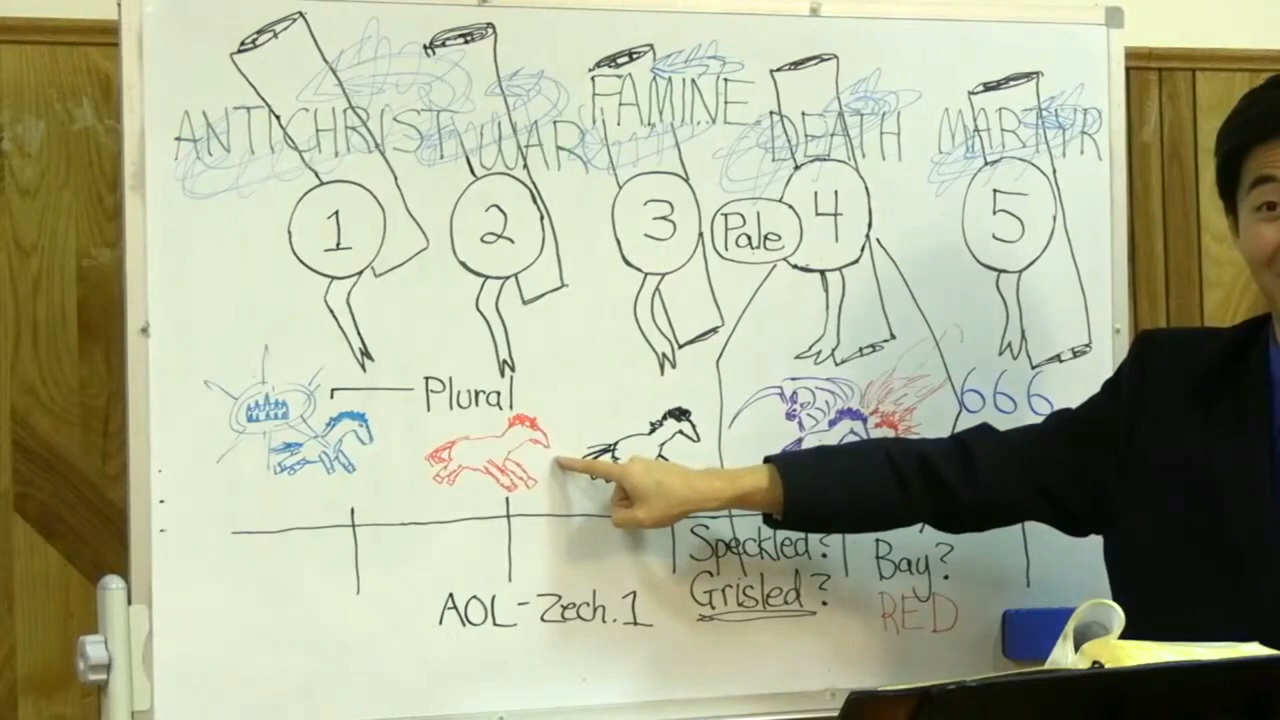 ANTICHRIST WAR FAMINE DEATH MARTYR
1 2 3 Pale 4 5
Plural
666
Speckled? Bay?
Grisled? RED
AOL-Zech.1